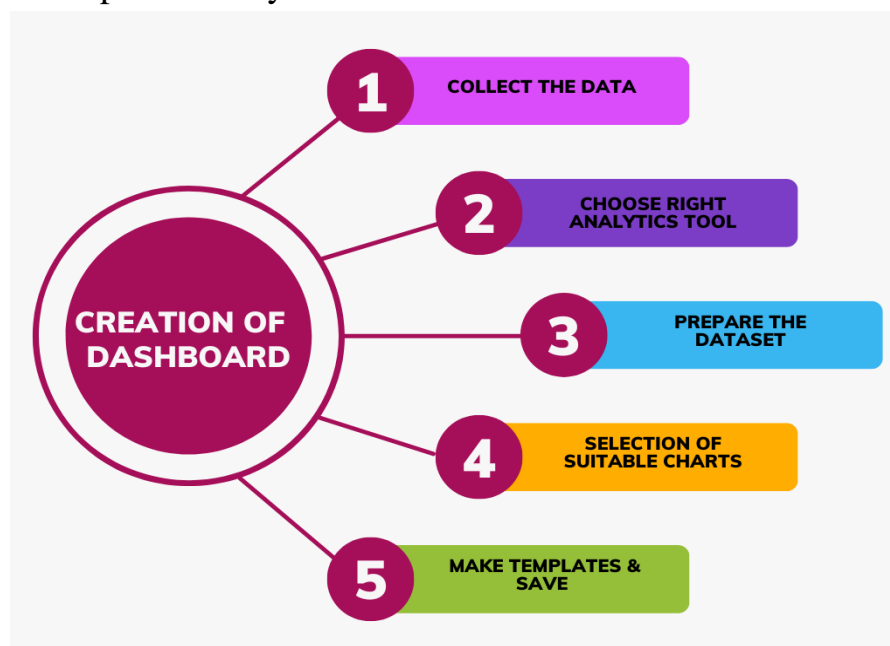 CREATION OF
DASHBOARD
1
COLLECT THE DATA
2
CHOOSE RIGHT
ANALYTICS TOOL
3
PREPARE THE
DATASET
4
SELECTION OF
SUITABLE CHARTS
5
MAKE TEMPLATES &
SAVE